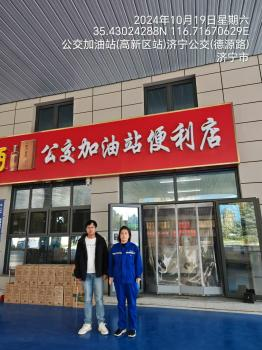 2024年10月19日星期六
35.43024288N 116.71670629E
公交加油站(高新区站)济宁公交(德源路)
济宁市
公交加油站便利店